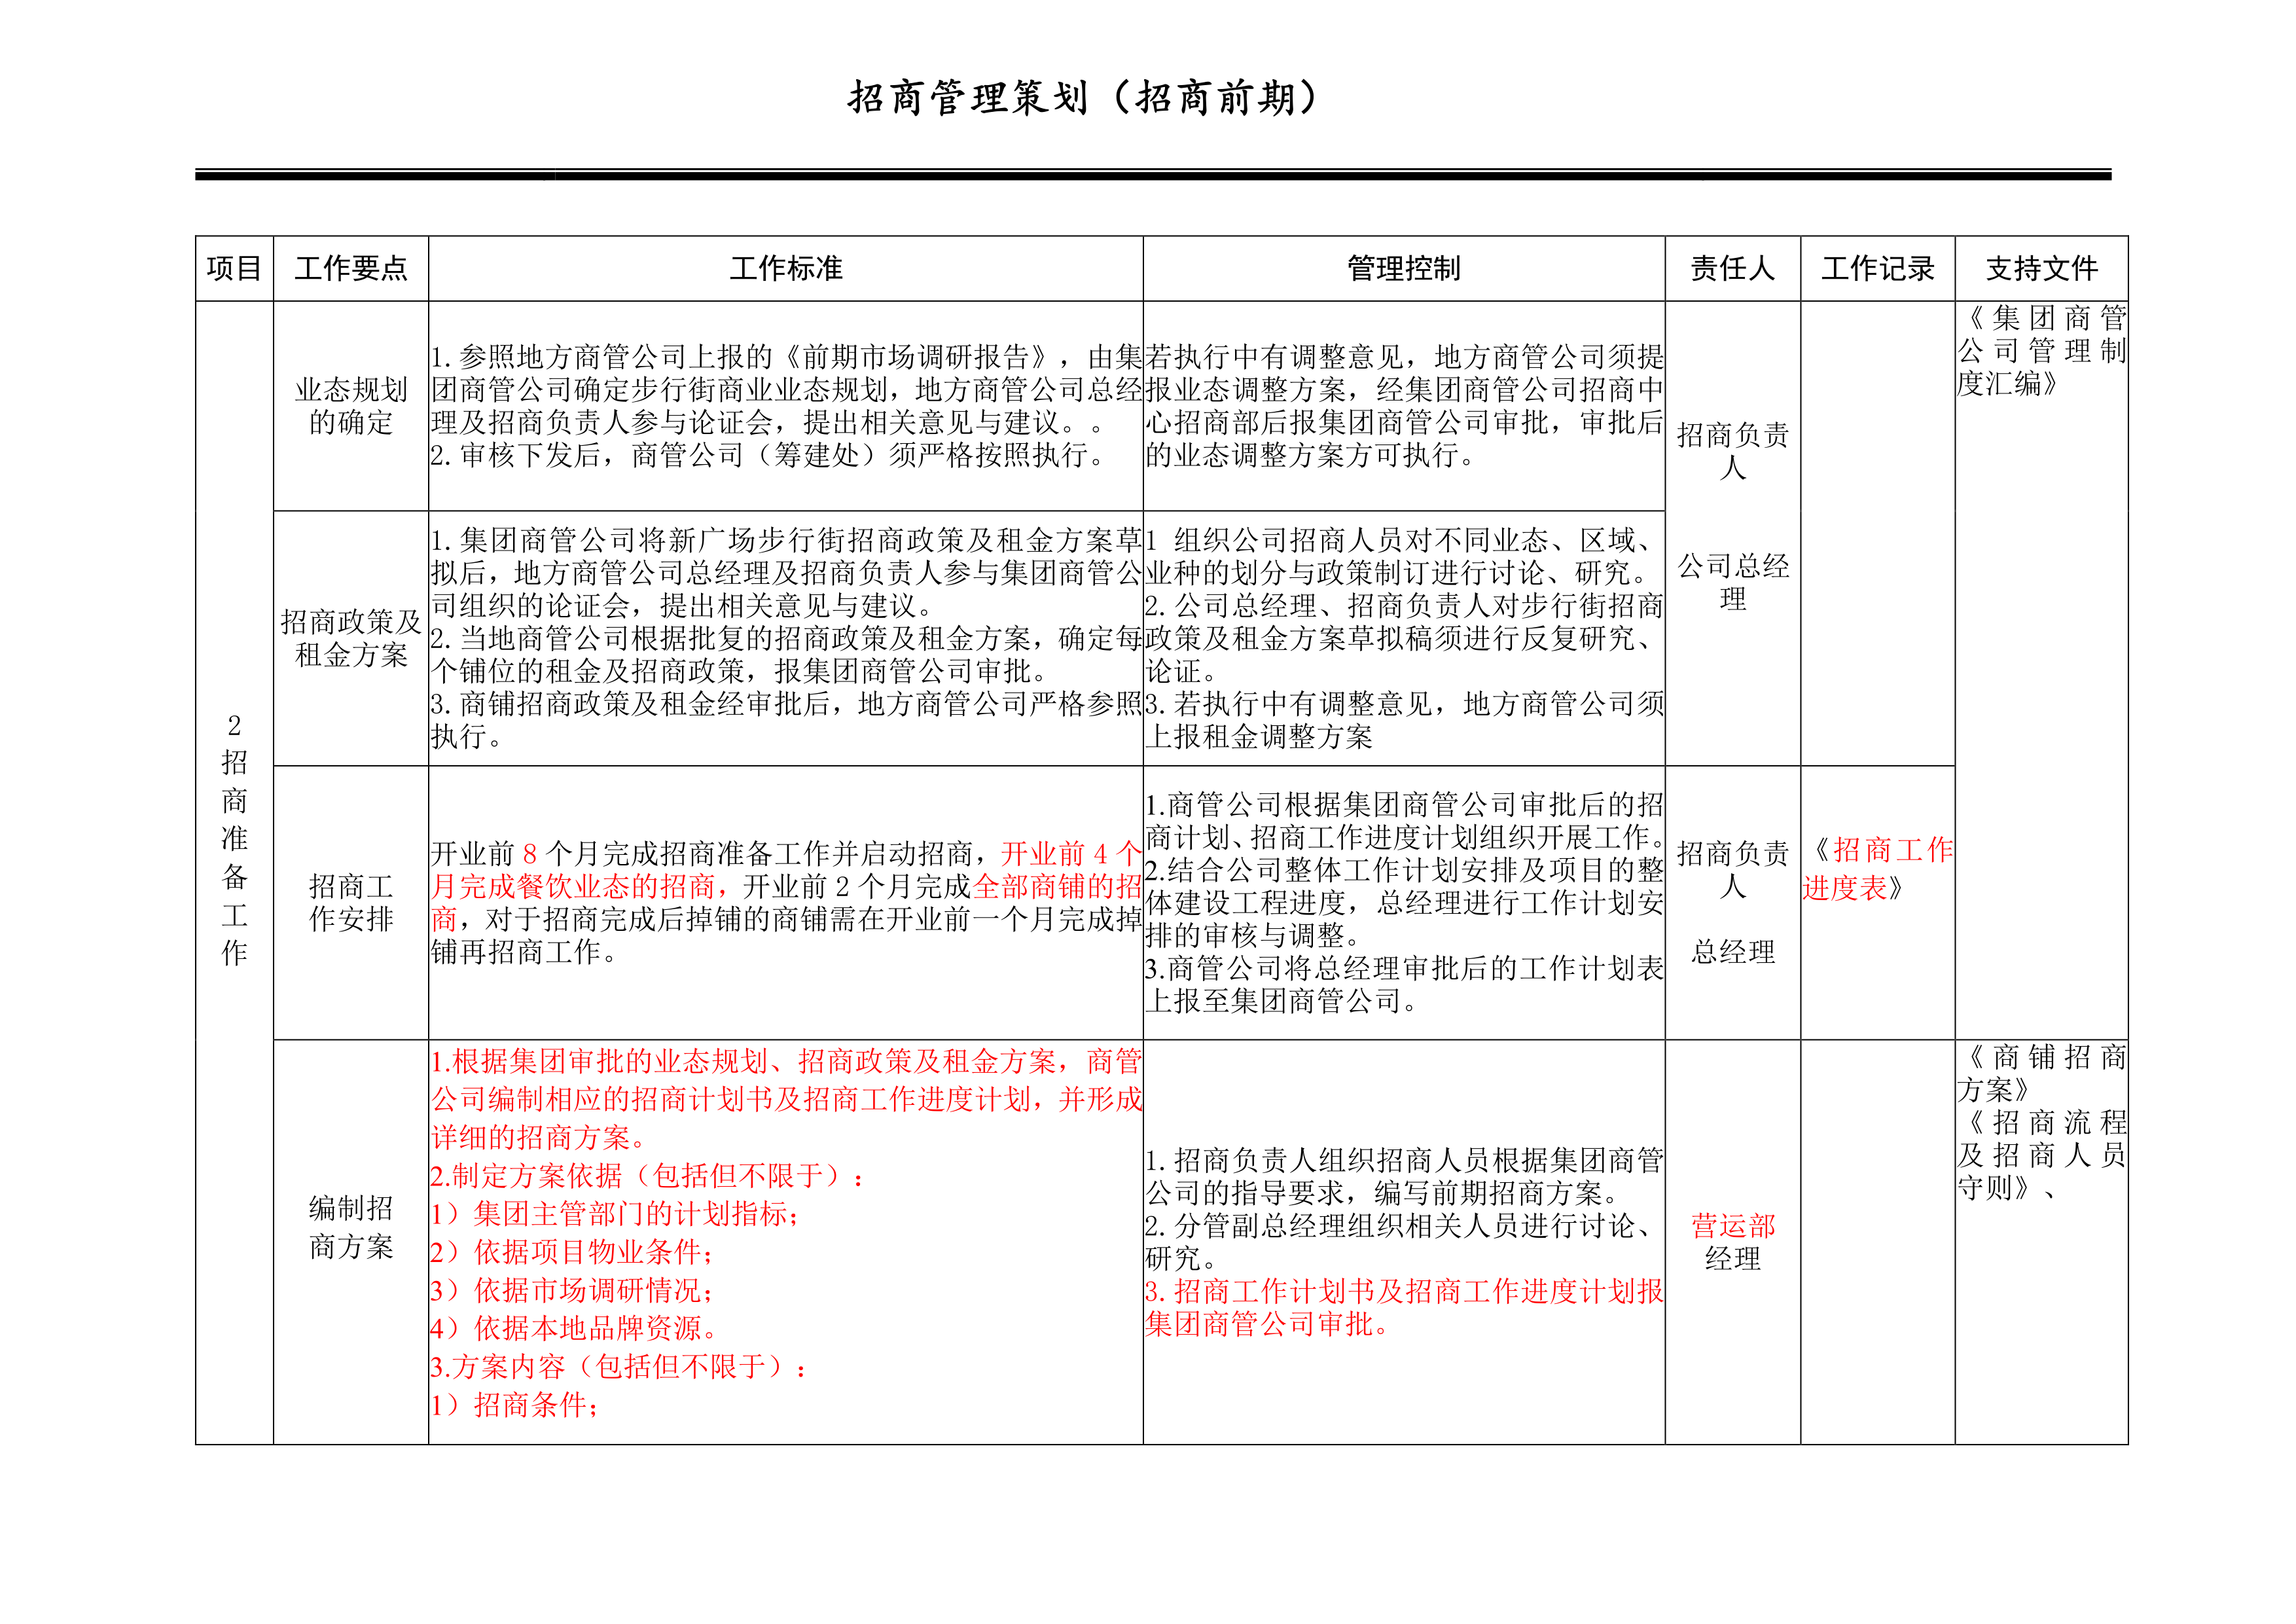 招商管理策划（招商前期）
项目
工作要点
工作标准
管理控制
责任人
工作记录
支持文件
2
招
商
准
备
工
作
业态规划
的确定
1.参照地方商管公司上报的《前期市场调研报告》，由集
团商管公司确定步行街商业业态规划，地方商管公司总经
理及招商负责人参与论证会，提出相关意见与建议。。
2.审核下发后，商管公司（筹建处）须严格按照执行。
若执行中有调整意见，地方商管公司须提
报业态调整方案，经集团商管公司招商中
心招商部后报集团商管公司审批，审批后
的业态调整方案方可执行。
招商负责
人
公司总经
理
《集团商管
公司管理制
度汇编》
招商政策及
租金方案
1.集团商管公司将新广场步行街招商政策及租金方案草
拟后，地方商管公司总经理及招商负责人参与集团商管公
司组织的论证会，提出相关意见与建议。
2.当地商管公司根据批复的招商政策及租金方案，确定每
个铺位的租金及招商政策，报集团商管公司审批。
3.商铺招商政策及租金经审批后，地方商管公司严格参照
执行。
1 组织公司招商人员对不同业态、区域、
业种的划分与政策制订进行讨论、研究。
2.公司总经理、招商负责人对步行街招商
政策及租金方案草拟稿须进行反复研究、
论证。
3.若执行中有调整意见，地方商管公司须
上报租金调整方案
招商工
作安排
开业前 8 个月完成招商准备工作并启动招商，开业前 4 个
月完成餐饮业态的招商，开业前 2 个月完成全部商铺的招
商，对于招商完成后掉铺的商铺需在开业前一个月完成掉
铺再招商工作。
1.商管公司根据集团商管公司审批后的招
商计划、招商工作进度计划组织开展工作。
2.结合公司整体工作计划安排及项目的整
体建设工程进度，总经理进行工作计划安
排的审核与调整。
3.商管公司将总经理审批后的工作计划表
上报至集团商管公司。
招商负责
人
总经理
《招商工作
进度表》
编制招
商方案
1.根据集团审批的业态规划、招商政策及租金方案，商管
公司编制相应的招商计划书及招商工作进度计划，并形成
详细的招商方案。
2.制定方案依据（包括但不限于）：
1）集团主管部门的计划指标；
2）依据项目物业条件；
3）依据市场调研情况；
4）依据本地品牌资源。
3.方案内容（包括但不限于）：
1）招商条件；
1.招商负责人组织招商人员根据集团商管
公司的指导要求，编写前期招商方案。
2.分管副总经理组织相关人员进行讨论、
研究。
3.招商工作计划书及招商工作进度计划报
集团商管公司审批。
营运部
经理
《商铺招商
方案》
《招商流程
及招商人员
守则》、